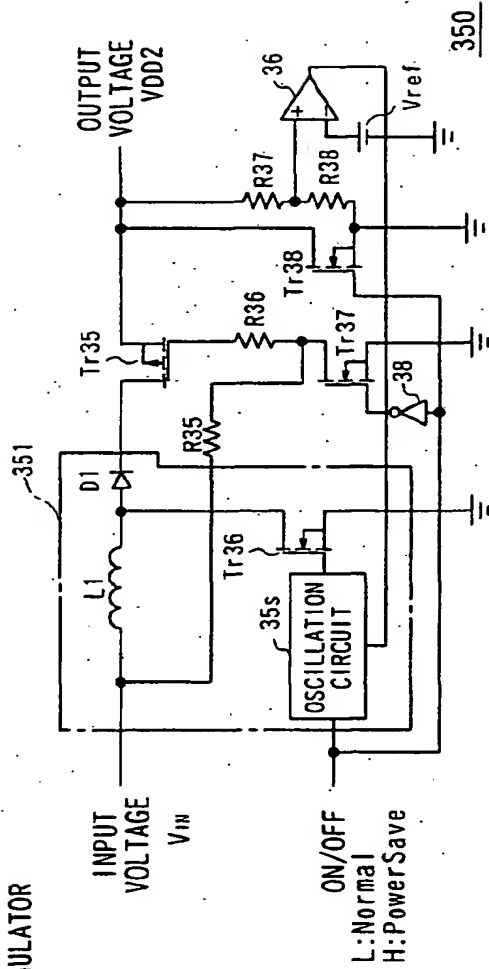 ULATOR
351
INPUT
VOLTAGE
VIN
L1
D1
Tr35
OUTPUT
VOLTAGE
VDD2
R35
R36
R37
R38
36
+
-
Vref
Tr36
Tr37
Tr38
38
35s
OSCILLATION
CIRCUIT
ON/OFF
L:Normal
H:PowerSave
350